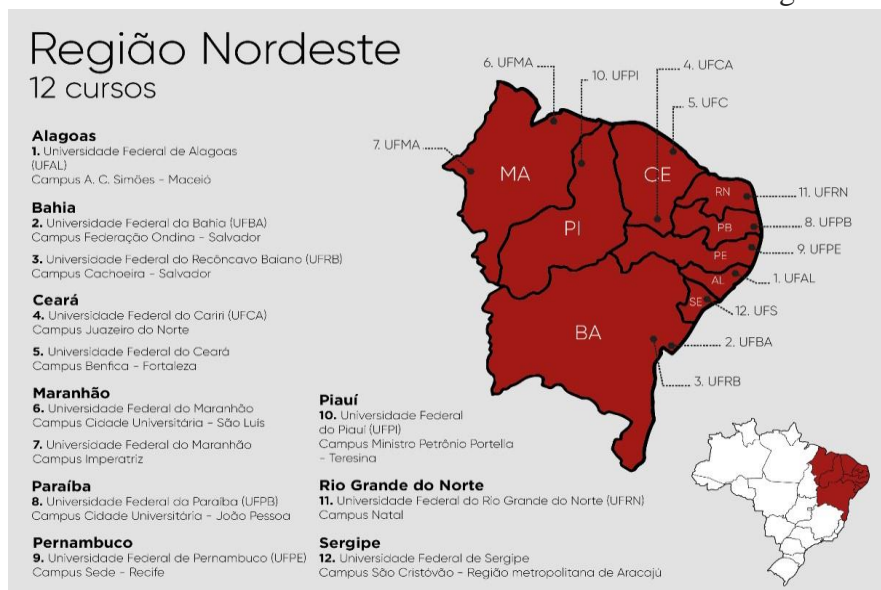 Região Nordeste
12 cursos
Alagoas
1. Universidade Federal de Alagoas
(UFAL)
Campus A. C. Simões - Maceió
Bahia
2. Universidade Federal da Bahia (UFBA)
Campus Federação Ondina - Salvador
3. Universidade Federal do Recôncavo Baiano (UFRB)
Campus Cachoeira - Salvador
Ceará
4. Universidade Federal do Cariri (UFCA)
Campus Juazeiro do Norte
5. Universidade Federal do Ceará
Campus Benfica - Fortaleza
Maranhão
6. Universidade Federal do Maranhão
Campus Cidade Universitária - São Luis
7. Universidade Federal do Maranhão
Campus Imperatriz
Paraíba
8. Universidade Federal da Paraíba (UFPB)
Campus Cidade Universitária - João Pessoa
Pernambuco
9. Universidade Federal de Pernambuco (UFPE)
Campus Sede - Recife
Piauí
10. Universidade Federal
do Piauí (UFPI)
Campus Ministro Petrônio Portella
- Teresina
Rio Grande do Norte
11. Universidade Federal do Rio Grande do Norte (UFRN)
Campus Natal
Sergipe
12. Universidade Federal de Sergipe
Campus São Cristóvão - Região metropolitana de Aracajú
6. UFMA
10. UFPI
4. UFCA
5. UFC
7. UFMA
MA
CE
PI
RN
11. UFRN
PB
8. UFPB
PE
9. UFPE
AL
1. UFAL
SE
12. UFS
BA
2. UFBA
3. UFRB